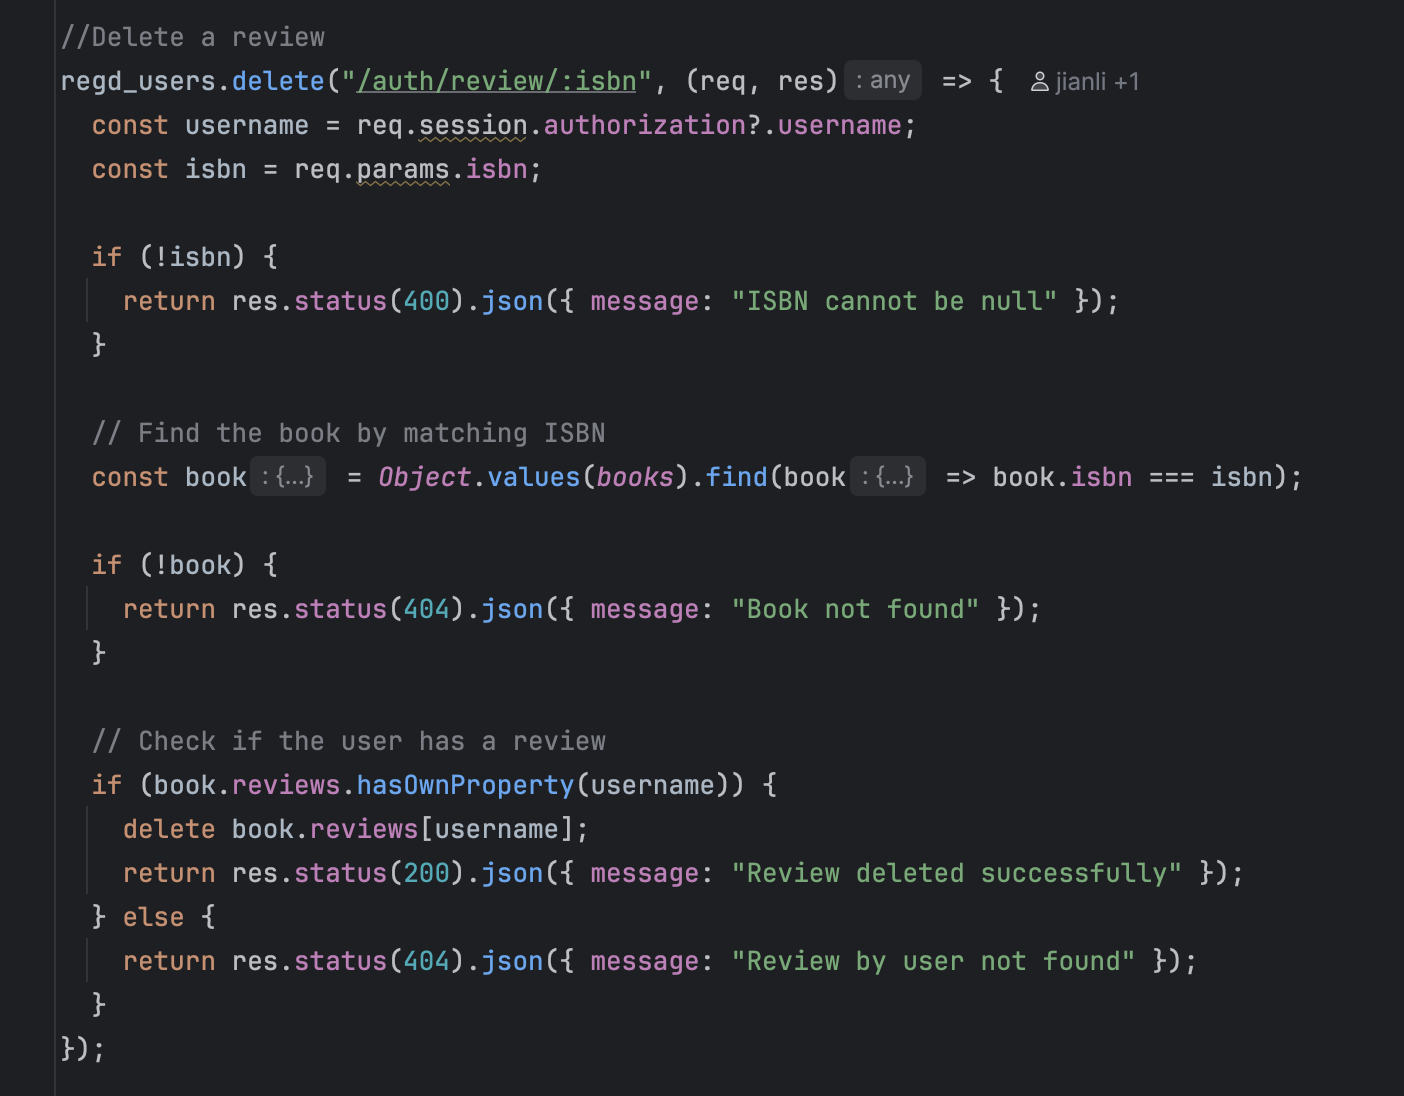 //Delete a review
regd_users.delete("/auth/review/:isbn", (req, res) : any => { jianli +1
  const username = req.session.authorization?.username;
  const isbn = req.params.isbn;

  if (!isbn) {
    return res.status(400).json({ message: "ISBN cannot be null" });
  }

  // Find the book by matching ISBN
  const book : {...} = Object.values(books).find(book : {...} => book.isbn === isbn);

  if (!book) {
    return res.status(404).json({ message: "Book not found" });
  }

  // Check if the user has a review
  if (book.reviews.hasOwnProperty(username)) {
    delete book.reviews[username];
    return res.status(200).json({ message: "Review deleted successfully" });
  } else {
    return res.status(404).json({ message: "Review by user not found" });
  }
});